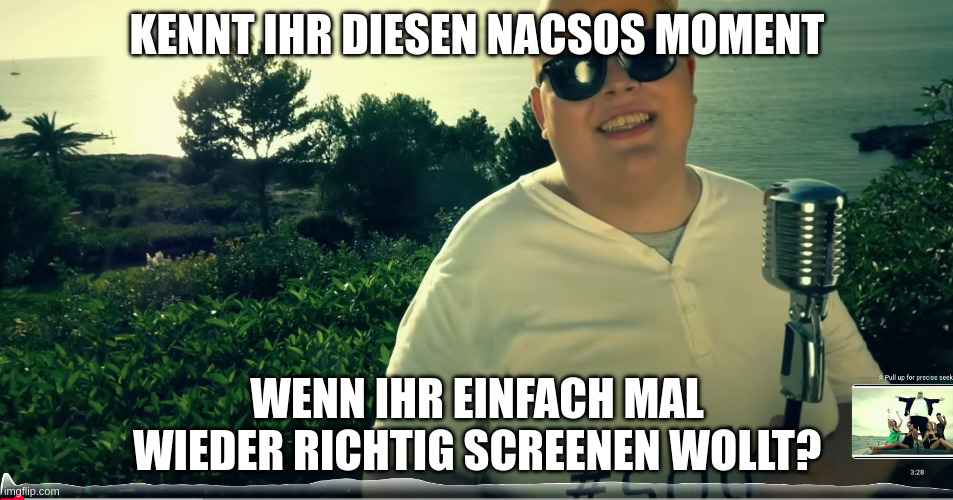 KENNT IHR DIESEN NACSOS MOMENT
WENN IHR EINFACH MAL
WIEDER RICHTIG SCREENEN WOLLT?
Pull up for precise seek
3:28
imgflip.com